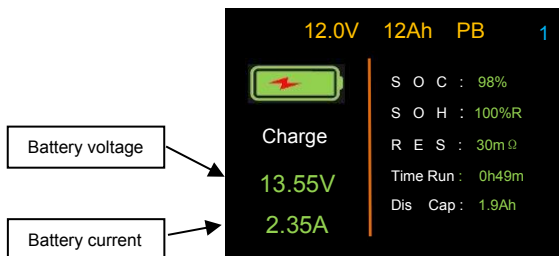 12.0V 12Ah PB 1
S O C : 98%
S O H : 100%R
Charge
R E S : 30mΩ
Battery voltage
13.55V
Time Run : 0h49m
Dis Cap : 1.9Ah
2.35A
Battery current